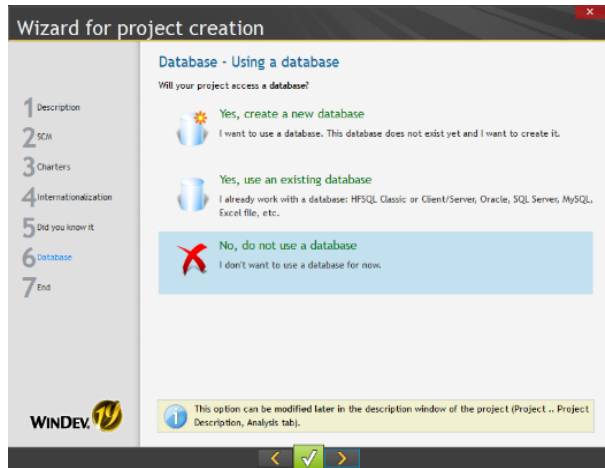 Wizard for project creation
Database - Using a database
Will your project access a database?
1 Description
2 SCM
3 Charters
4 Internationalization
5 Did you know it
6 Database
7 End
Yes, create a new database
I want to use a database. This database does not exist yet and I want to create it.
Yes, use an existing database
I already work with a database: HFSQL Classic or Client/Server, Oracle, SQL Server, MySQL,
Excel file, etc.
No, do not use a database
I don't want to use a database for now.
This option can be modified later in the description window of the project (Project .. Project
Description, Analysis tab).
WINDEV. 19